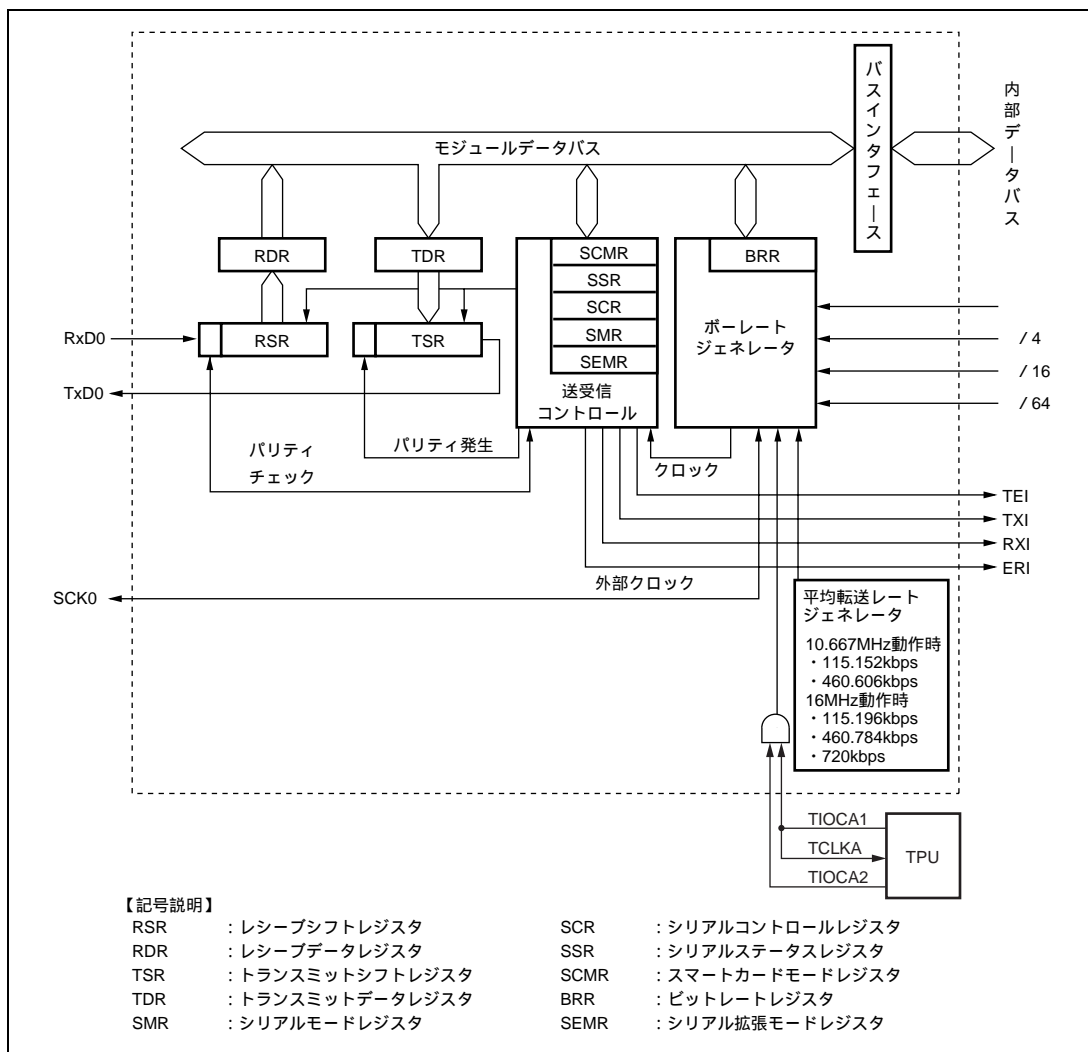 バスインタフェース
内部データバス
モジュールデータバス
RDR
TDR
SCMR
BRR
SSR
SCR
RxD0
RSR
TSR
SMR
ボーレート
ジェネレータ
/ 4
SEMR
/ 16
TxD0
送受信
コントロール
/ 64
パリティ
チェック
パリティ発生
クロック
TEI
TXI
RXI
ERI
外部クロック
SCK0
平均転送レート
ジェネレータ
10.667MHz動作時
・115.152kbps
・460.606kbps
16MHz動作時
・115.196kbps
・460.784kbps
・720kbps
TIOCA1
TCLKA
TPU
TIOCA2
【記号説明】
RSR : レシーブシフトレジスタ
RDR : レシーブデータレジスタ
TSR : トランスミットシフトレジスタ
TDR : トランスミットデータレジスタ
SMR : シリアルモードレジスタ
SCR : シリアルコントロールレジスタ
SSR : シリアルステータスレジスタ
SCMR : スマートカードモードレジスタ
BRR : ビットレートレジスタ
SEMR : シリアル拡張モードレジスタ